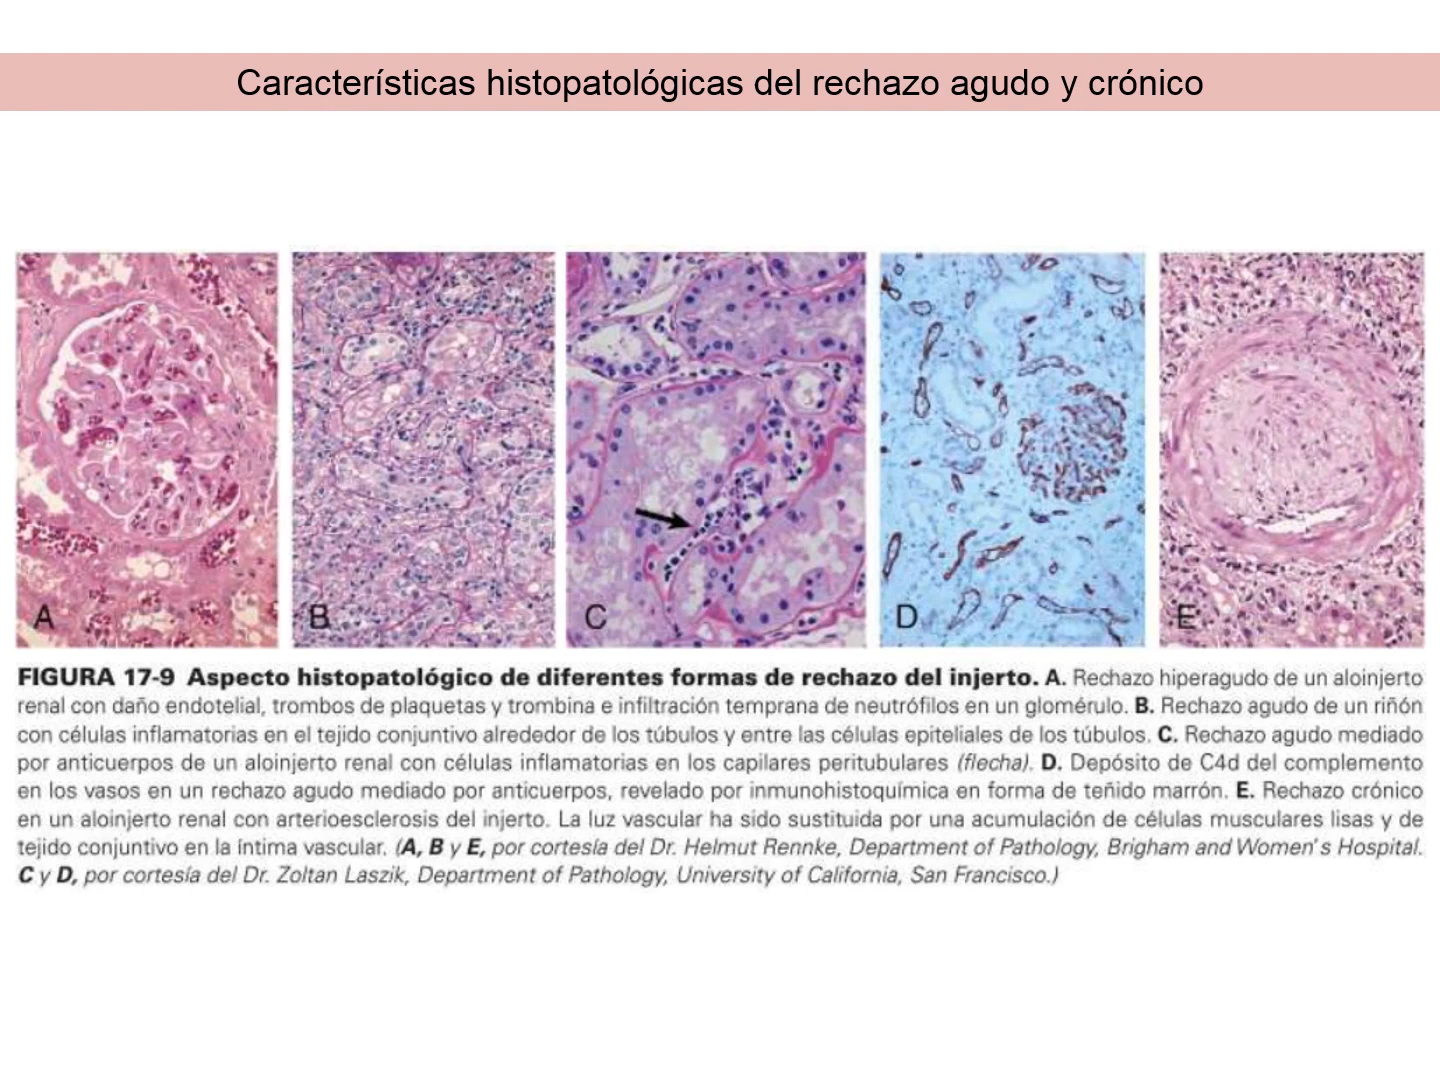 Características histopatológicas del rechazo agudo y crónico
A
B
C
D
E
FIGURA 17-9 Aspecto histopatológico de diferentes formas de rechazo del injerto. A. Rechazo hiperagudo de un aloinjerto
renal con daño endotelial, trombos de plaquetas y trombina e infiltración temprana de neutrófilos en un glomérulo. B. Rechazo agudo de un riñón
con células inflamatorias en el tejido conjuntivo alrededor de los túbulos y entre las células epiteliales de los túbulos. C. Rechazo agudo mediado
por anticuerpos de un aloinjerto renal con células inflamatorias en los capilares peritubulares (flecha). D. Depósito de C4d del complemento
en los vasos en un rechazo agudo mediado por anticuerpos, revelado por inmunohistoquímica en forma de teñido marrón. E. Rechazo crónico
en un aloinjerto renal con arterioesclerosis del injerto. La luz vascular ha sido sustituida por una acumulación de células musculares lisas y de
tejido conjuntivo en la íntima vascular. (A, B y E, por cortesía del Dr. Helmut Rennke, Department of Pathology, Brigham and Women's Hospital.
C y D, por cortesía del Dr. Zoltan Laszik, Department of Pathology, University of California, San Francisco.)